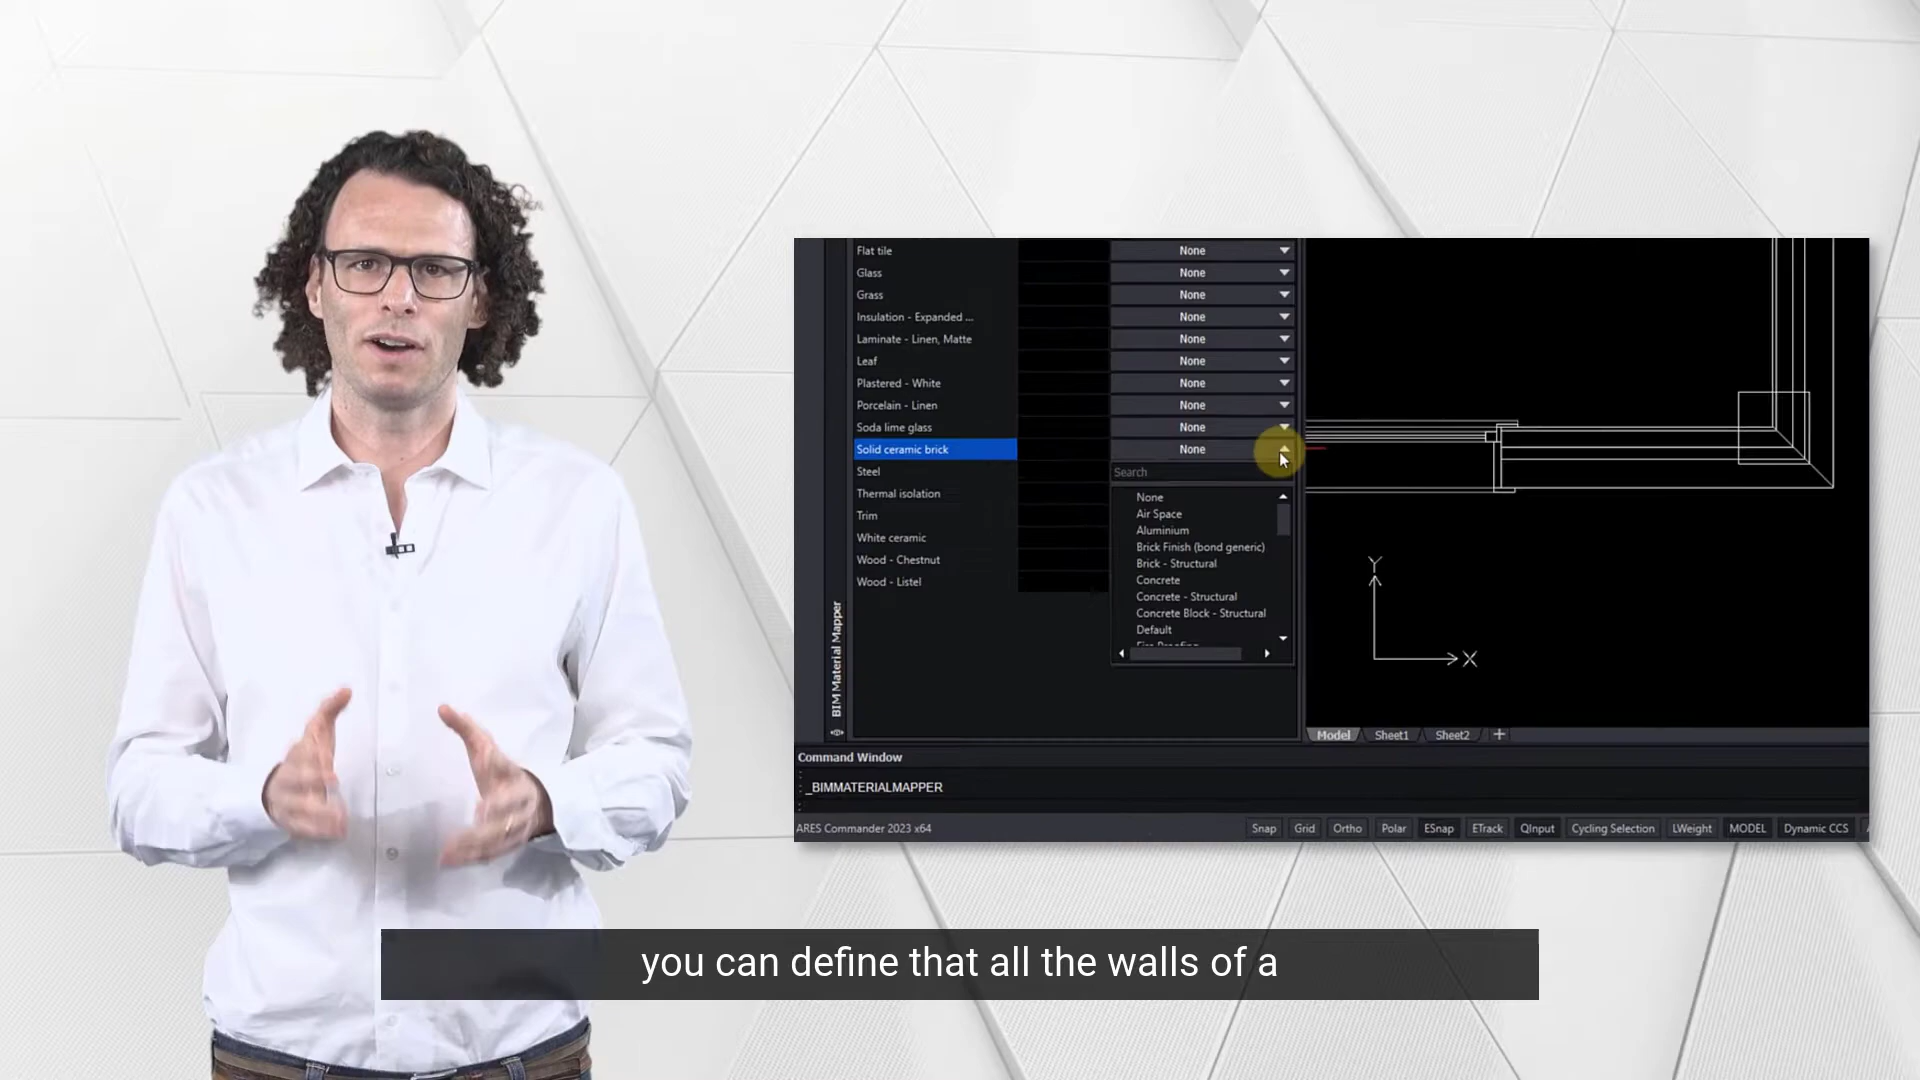 Flat tile None
Glass None
Grass None
Insulation - Expanded ... None
Laminate - Linen, Matte None
Leaf None
Plastered - White None
Porcelain - Linen None
Soda lime glass None
Solid ceramic brick None
Steel
Thermal isolation
Trim
White ceramic
Wood - Chestnut
Wood - Listel
Search
None
Air Space
Aluminium
Brick Finish (bond generic)
Brick - Structural
Concrete
Concrete - Structural
Concrete Block - Structural
Default
BIM Material Mapper
Y
X
Model Sheet1 Sheet2 +
Command Window
:
: _BIMMATERIALMAPPER
:
ARES Commander 2023 x64 Snap Grid Ortho Polar ESnap ETrack QInput Cycling Selection LWeight MODEL Dynamic CCS
you can define that all the walls of a